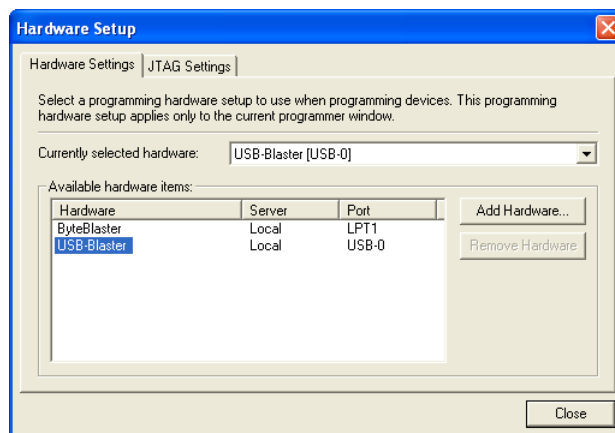 Hardware Setup
Hardware Settings JTAG Settings
Select a programming hardware setup to use when programming devices. This programming
hardware setup applies only to the current programmer window.
Currently selected hardware: USB-Blaster [USB-0]
Available hardware items:
Hardware Server Port
ByteBlaster Local LPT1
USB-Blaster Local USB-0
Add Hardware...
Remove Hardware
Close